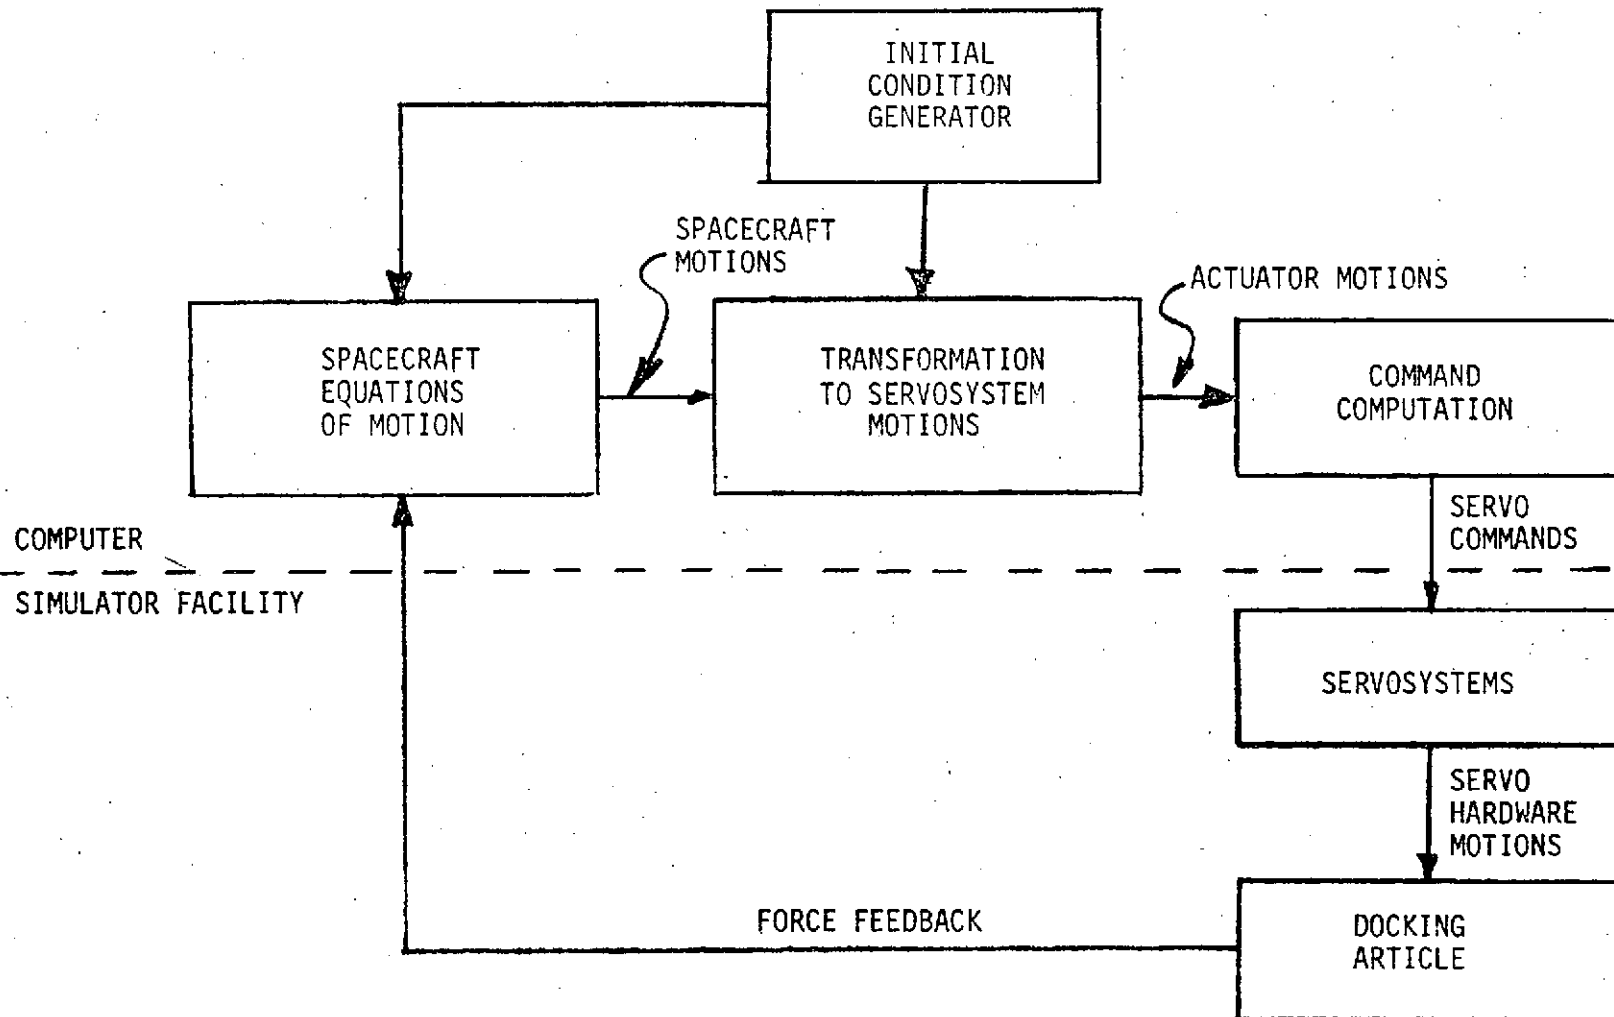 INITIAL
CONDITION
GENERATOR
SPACECRAFT
MOTIONS
ACTUATOR MOTIONS
SPACECRAFT
EQUATIONS
OF MOTION
TRANSFORMATION
TO SERVOSYSTEM
MOTIONS
COMMAND
COMPUTATION
SERVO
COMMANDS
COMPUTER
SIMULATOR FACILITY
SERVOSYSTEMS
SERVO
HARDWARE
MOTIONS
FORCE FEEDBACK
DOCKING
ARTICLE